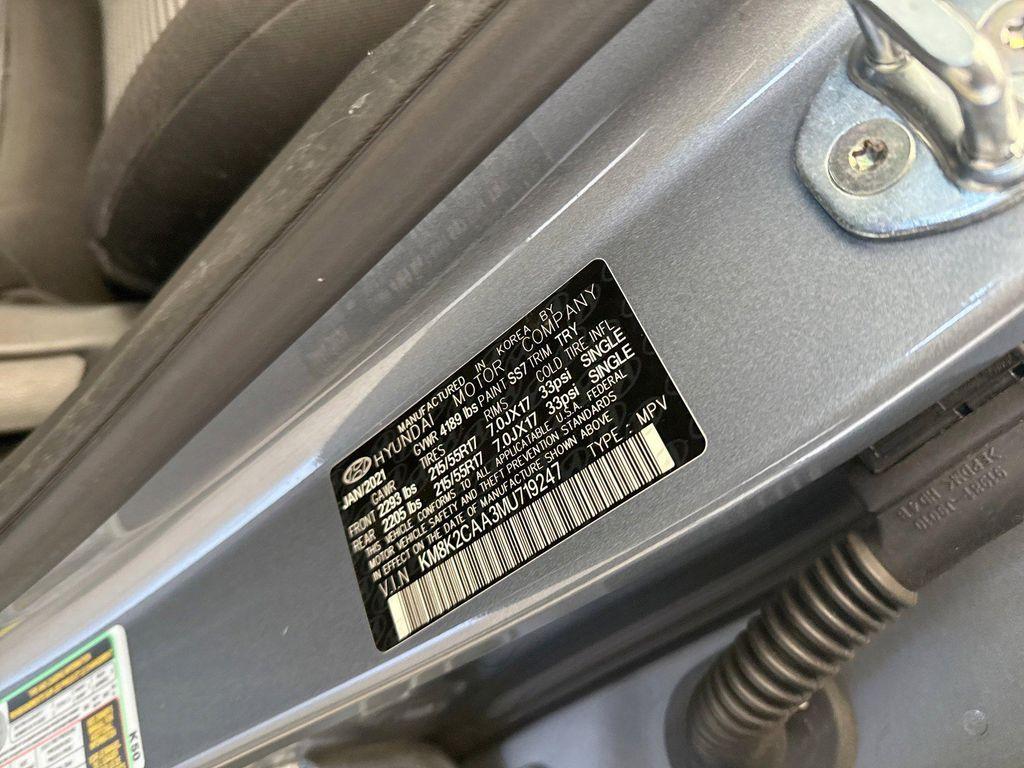 MANUFACTURED IN KOREA BY
HYUNDAI MOTOR COMPANY
JAN/2021 GVWR 4189 lbs PAINT SS7 TRIM TRY
GAWR TIRES RIMS COLD TIRE INFL
FRONT 2293 lbs 215/55R17 7.0JX17 33psi SINGLE
REAR 2205 lbs 215/55R17 7.0JX17 33psi SINGLE
THIS VEHICLE CONFORMS TO ALL APPLICABLE U.S.A. FEDERAL
MOTOR VEHICLE SAFETY AND THEFT PREVENTION STANDARDS
IN EFFECT ON THE DATE OF MANUFACTURE SHOWN ABOVE
V.I.N KM8K2CAA3MU719247 TYPE. MPV
K50